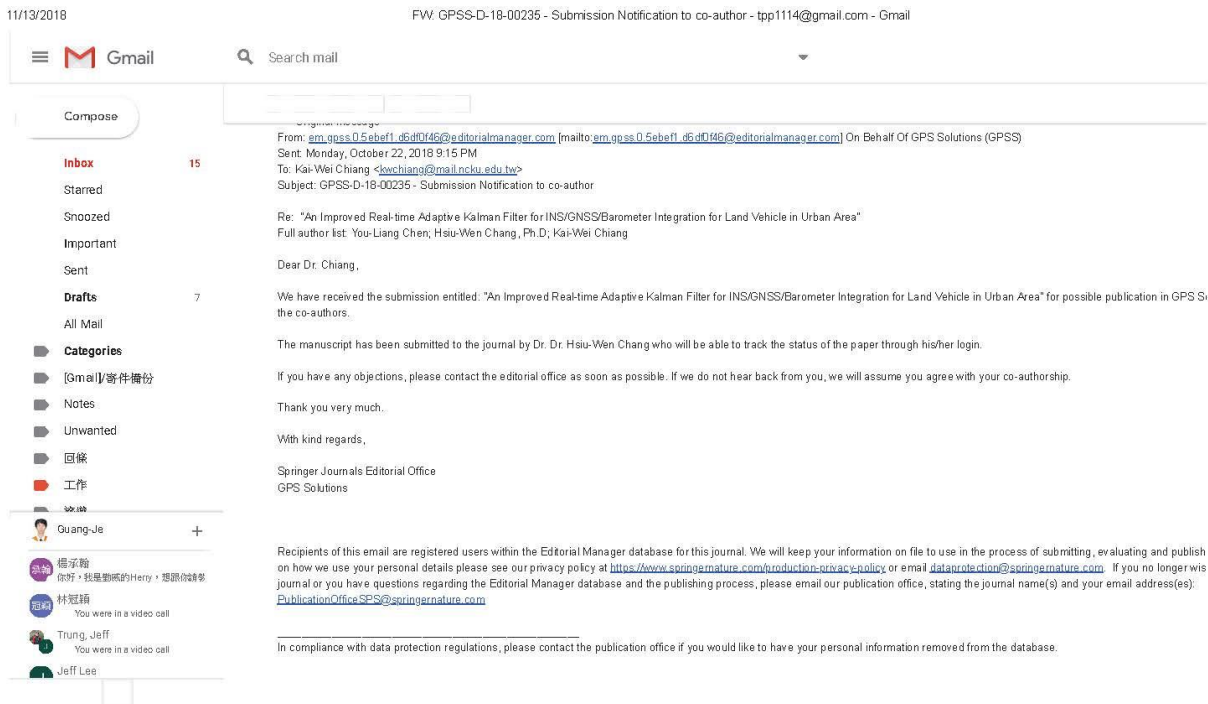 11/13/2018
FW: GPSS-D-18-00235 - Submission Notification to co-author - tpp1114@gmail.com - Gmail
Gmail
Search mail
Compose
Inbox 15
Starred
Snoozed
Important
Sent
Drafts 7
All Mail
Categories
[Gmail]/寄件備份
Notes
Unwanted
回條
工作
Guang-Je
楊承翰
林冠穎
You were in a video call
Trung, Jeff
You were in a video call
Jeff Lee
From: em.gpss.0.5ebef1.d6df0f46@editorialmanager.com [mailto:em.gpss.0.5ebef1.d6df0f46@editorialmanager.com] On Behalf Of GPS Solutions (GPSS)
Sent: Monday, October 22, 2018 9:15 PM
To: Kai-Wei Chiang <kwchiang@mail.ncku.edu.tw>
Subject: GPSS-D-18-00235 - Submission Notification to co-author
Re: "An Improved Real-time Adaptive Kalman Filter for INS/GNSS/Barometer Integration for Land Vehicle in Urban Area"
Full author list: You-Liang Chen; Hsiu-Wen Chang, Ph.D; Kai-Wei Chiang
Dear Dr. Chiang,
We have received the submission entitled: "An Improved Real-time Adaptive Kalman Filter for INS/GNSS/Barometer Integration for Land Vehicle in Urban Area" for possible publication in GPS
the co-authors.
The manuscript has been submitted to the journal by Dr. Dr. Hsiu-Wen Chang who will be able to track the status of the paper through his/her login.
If you have any objections, please contact the editorial office as soon as possible. If we do not hear back from you, we will assume you agree with your co-authorship.
Thank you very much.
With kind regards,
Springer Journals Editorial Office
GPS Solutions
Recipients of this email are registered users within the Editorial Manager database for this journal. We will keep your information on file to use in the process of submitting, evaluating and publish
on how we use your personal details please see our privacy policy at https://www.springernature.com/production-privacy-policy or email dataprotection@springernature.com. If you no longer wis
journal or you have questions regarding the Editorial Manager database and the publishing process, please email our publication office, stating the journal name(s) and your email address(es):
PublicationOfficeSPS@springernature.com
In compliance with data protection regulations, please contact the publication office if you would like to have your personal information removed from the database.